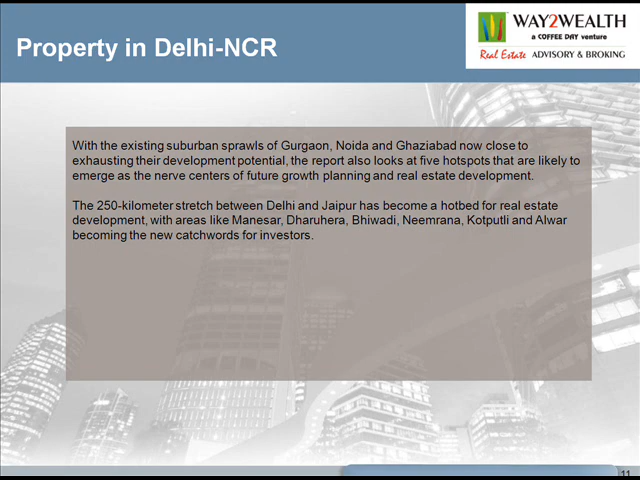 Property in Delhi-NCR
WAY2WEALTH
a COFFEE DAY venture
Real Estate ADVISORY & BROKING
With the existing suburban sprawls of Gurgaon, Noida and Ghaziabad now close to
exhausting their development potential, the report also looks at five hotspots that are likely to
emerge as the nerve centers of future growth planning and real estate development.
The 250-kilometer stretch between Delhi and Jaipur has become a hotbed for real estate
development, with areas like Manesar, Dharuhera, Bhiwadi, Neemrana, Kotputli and Alwar
becoming the new catchwords for investors.
11